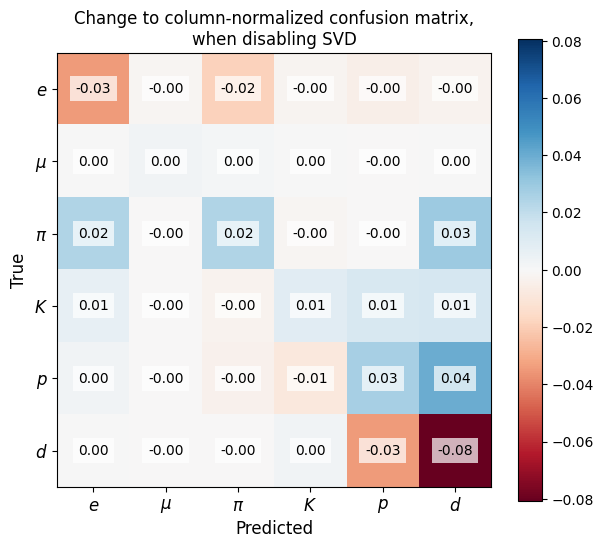 Change to column-normalized confusion matrix,
when disabling SVD
e -0.03 -0.00 -0.02 -0.00 -0.00 -0.00
μ 0.00 0.00 0.00 0.00 -0.00 0.00
π 0.02 -0.00 0.02 -0.00 -0.00 0.03
K 0.01 -0.00 -0.00 0.01 0.01 0.01
p 0.00 -0.00 -0.00 -0.01 0.03 0.04
d 0.00 -0.00 -0.00 0.00 -0.03 -0.08
e μ π K p d
True
Predicted
0.08
0.06
0.04
0.02
0.00
−0.02
−0.04
−0.06
−0.08